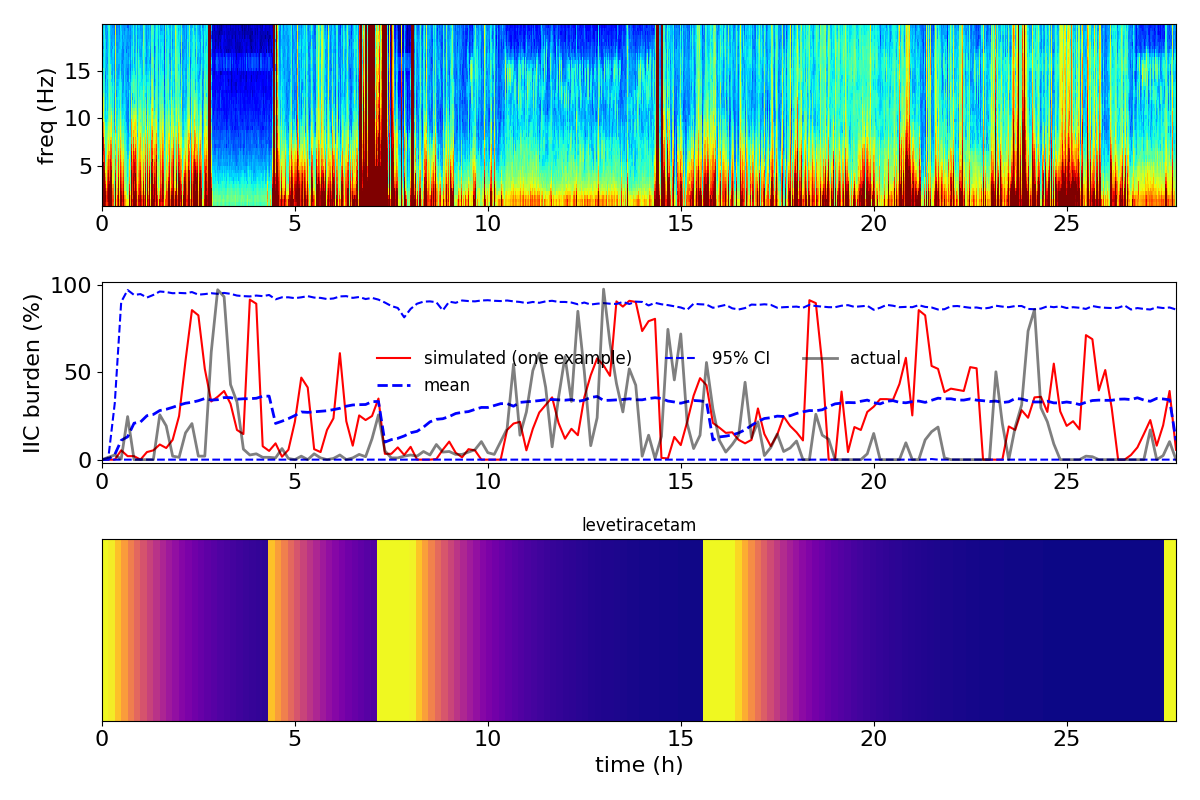 freq (Hz)
15
10
5
0 5 10 15 20 25
IIC burden (%)
100
50
0
simulated (one example) 95% CI actual
mean
0 5 10 15 20 25
levetiracetam
0 5 10 15 20 25
time (h)